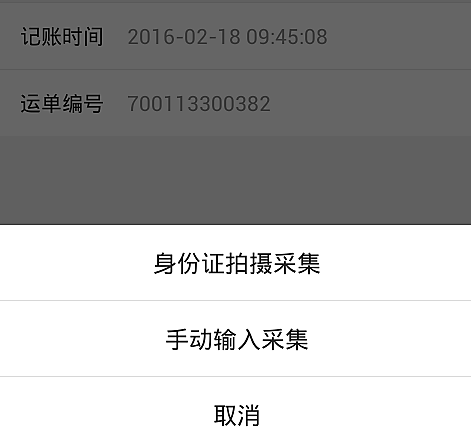 记账时间 2016-02-18 09:45:08
运单编号 700113300382
身份证拍摄采集
手动输入采集
取消